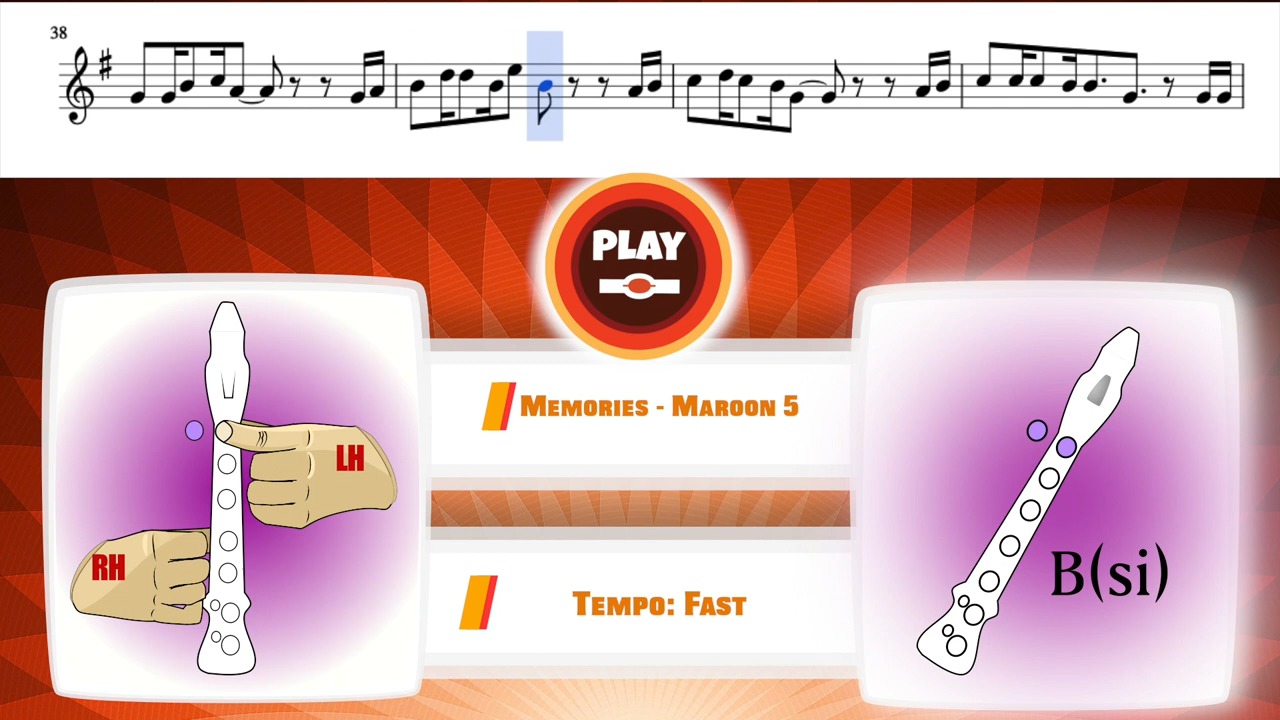 38
PLAY
Memories - Maroon 5
LH
RH
B(si)
Tempo: Fast